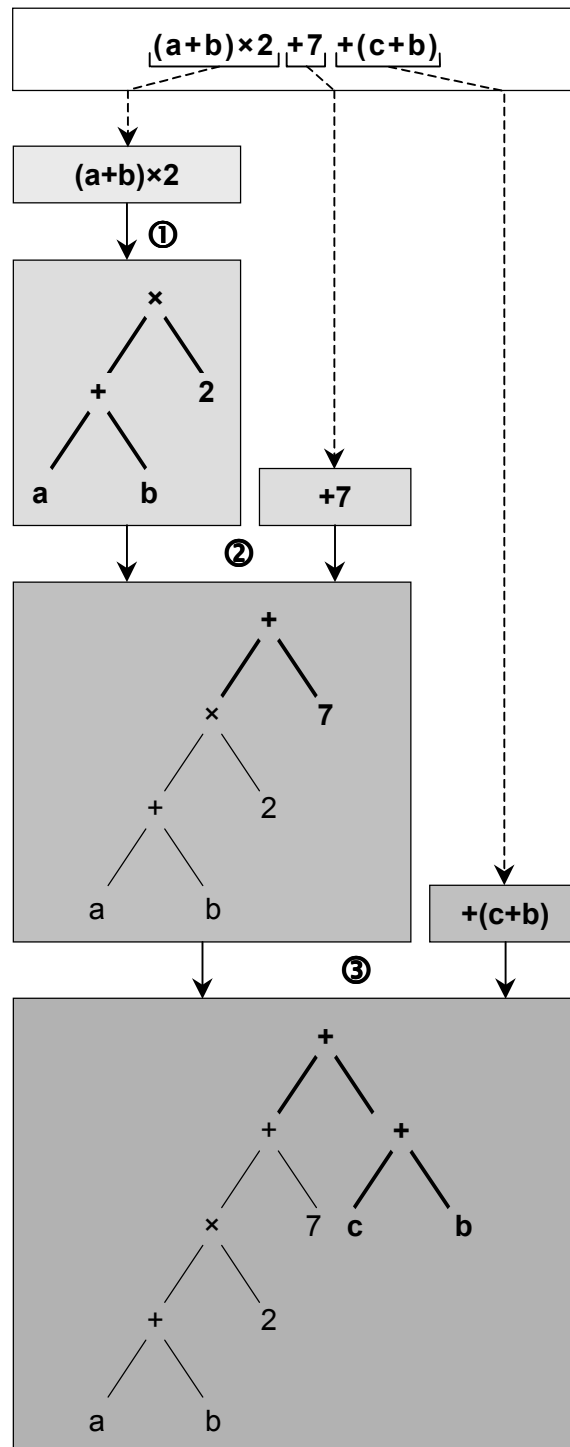 (a+b)×2 +7 +(c+b)
(a+b)×2
①
×
+ 2
a b
+7
②
+
× 7
+ 2
a b
+(c+b)
③
+
+ +
× 7 c b
+ 2
a b